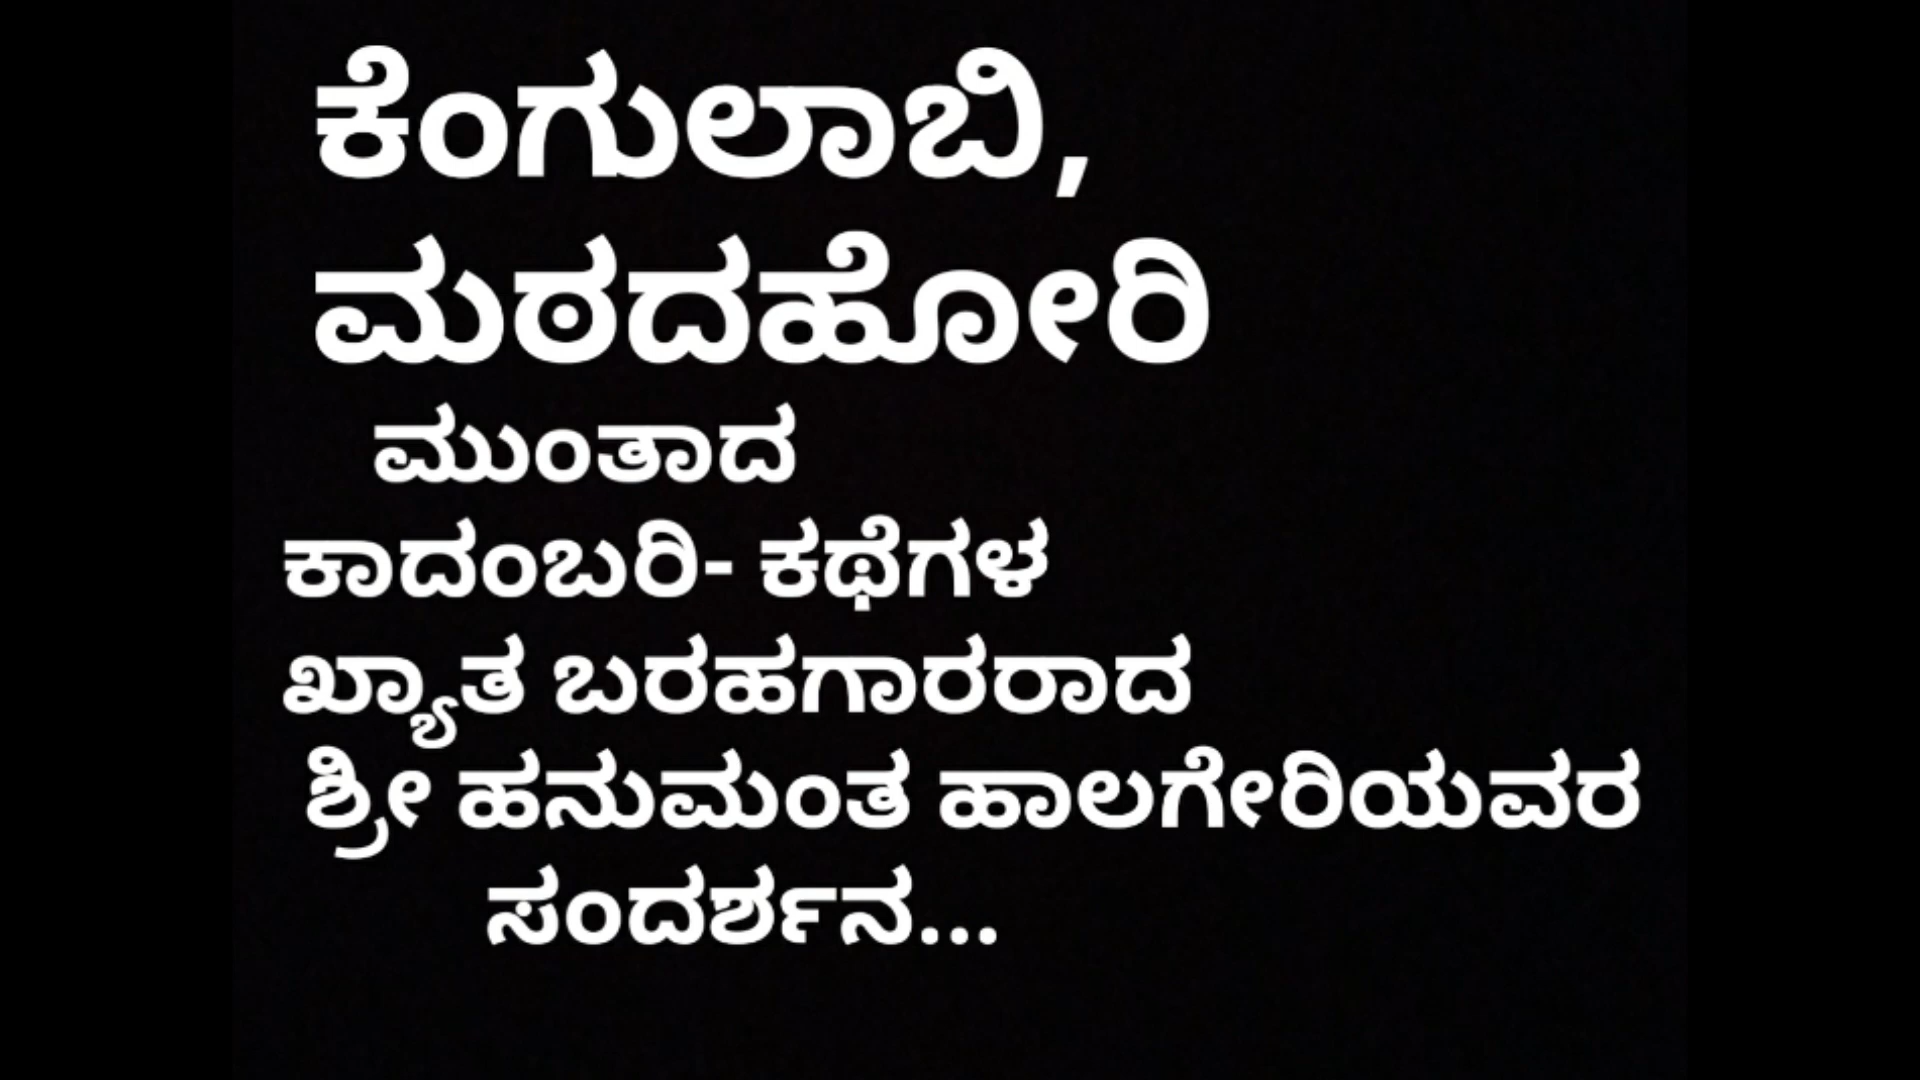 ಕೆಂಗುಲಾಬಿ,
ಮಠದಹೋರಿ
ಮುಂತಾದ
ಕಾದಂಬರಿ- ಕಥೆಗಳ
ಖ್ಯಾತ ಬರಹಗಾರರಾದ
ಶ್ರೀ ಹನುಮಂತ ಹಾಲಗೇರಿಯವರ
ಸಂದರ್ಶನ...